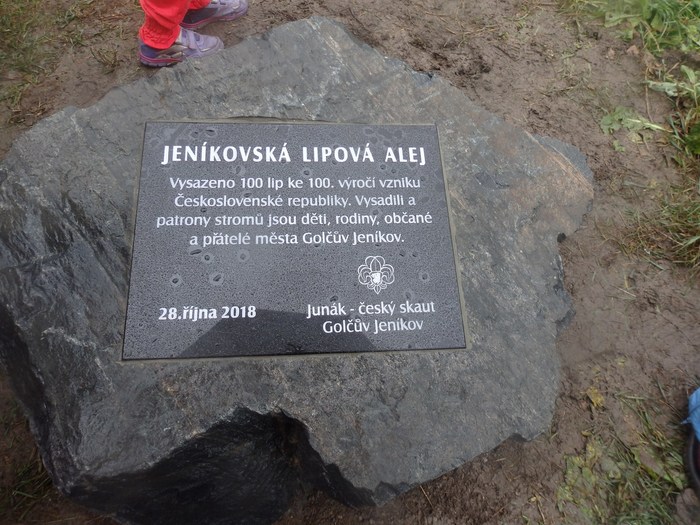 JENÍKOVSKÁ LIPOVÁ ALEJ
Vysazeno 100 lip ke 100. výročí vzniku
Československé republiky. Vysadili a
patrony stromů jsou děti, rodiny, občané
a přátelé města Golčův Jeníkov.
28.října 2018
Junák - český skaut
Golčův Jeníkov